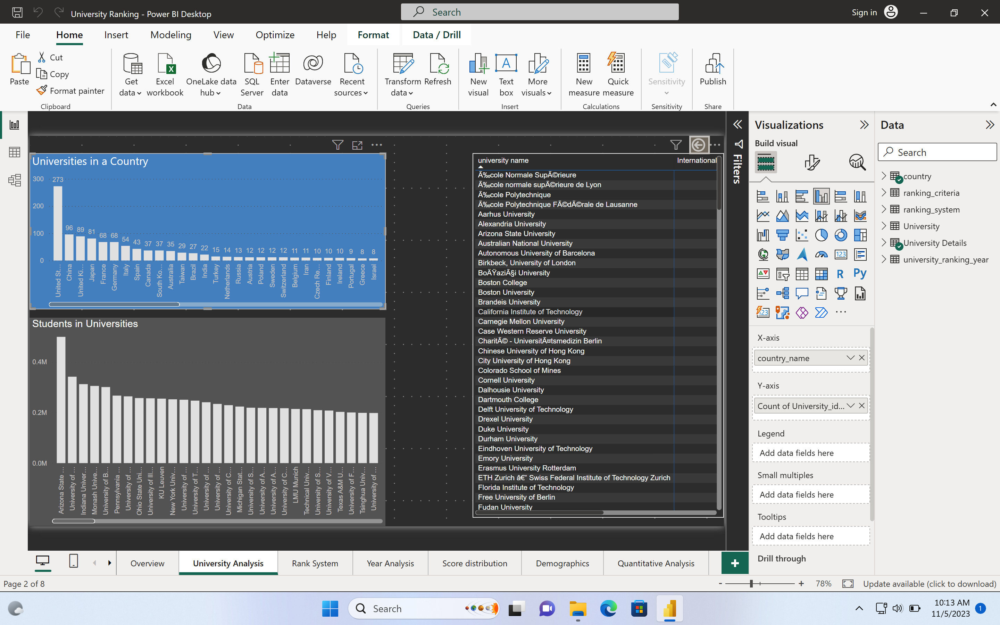 University Ranking - Power BI Desktop
Search
Sign in
File
Home
Insert
Modeling
View
Optimize
Help
Format
Data / Drill
Paste
Cut
Copy
Format painter
Clipboard
Get data
Excel workbook
OneLake data hub
SQL Server
Enter data
Dataverse
Recent sources
Data
Transform data
Refresh
Queries
New visual
Text box
More visuals
Insert
New measure
Quick measure
Calculations
Sensitivity
Sensitivity
Publish
Share
Universities in a Country
300
200
100
0
273
96
89
81
68
68
54
43
37
37
35
29
27
22
15
14
13
12
12
12
12
11
11
10
10
10
9
8
8
United St...
China
United Ki...
Japan
France
Germany
Italy
Spain
Canada
South Ko...
Australia
Taiwan
Brazil
India
Turkey
Netherlands
Russia
Austria
Poland
Sweden
Switzerland
Belgium
Iran
Czech Re...
Finland
Ireland
Portugal
Greece
Israel
Students in Universities
0.4M
0.2M
0.0M
Arizona State ...
University of ...
Indiana Univer...
Monash Unive...
University of B...
Pennsylvania ...
University of ...
Ohio State Uni...
University of Ill...
KU Leuven
New York Univ...
University of ...
University of T...
University of ...
University of ...
University of C...
Michigan Stat...
University of S...
University of A...
University of A...
University of C...
LMU Munich
Technical Univ...
University of S...
University of V...
Texas A&M U...
University of F...
Tsinghua Univ...
University of ...
university name
International
Ã‰cole Normale SupÃ©rieure
Ã‰cole normale supÃ©rieure de Lyon
Ã‰cole Polytechnique
Ã‰cole Polytechnique FÃ©dÃ©rale de Lausanne
Aarhus University
Alexandria University
Arizona State University
Australian National University
Autonomous University of Barcelona
Birkbeck, University of London
BoÄŸaziÃ§i University
Boston College
Boston University
Brandeis University
California Institute of Technology
Carnegie Mellon University
Case Western Reserve University
CharitÃ© - UniversitÃ¤tsmedizin Berlin
Chinese University of Hong Kong
City University of Hong Kong
Colorado School of Mines
Cornell University
Dalhousie University
Dartmouth College
Delft University of Technology
Drexel University
Duke University
Durham University
Eindhoven University of Technology
Emory University
Erasmus University Rotterdam
ETH Zurich â€“ Swiss Federal Institute of Technology Zurich
Florida Institute of Technology
Free University of Berlin
Fudan University
Filters
Visualizations
Build visual
123
R
Py
123
X-axis
country_name
Y-axis
Count of University_id...
Legend
Add data fields here
Small multiples
Add data fields here
Tooltips
Add data fields here
Drill through
Data
Search
country
ranking_criteria
ranking_system
University
University Details
university_ranking_year
Overview
University Analysis
Rank System
Year Analysis
Score distribution
Demographics
Quantitative Analysis
Page 2 of 8
78%
Update available (click to download)
Search
10:13 AM
11/5/2023
1